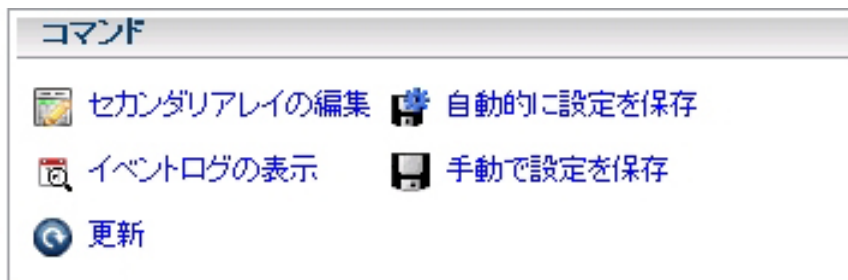 コマンド
セカンダリアレイの編集 自動的に設定を保存
イベントログの表示 手動で設定を保存
更新